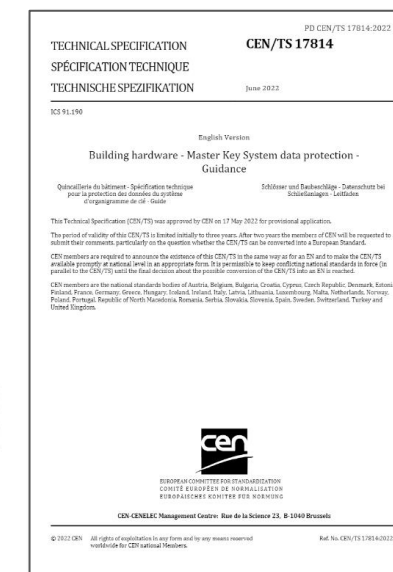 PD CEN/TS 17814:2022
TECHNICAL SPECIFICATION
CEN/TS 17814
SPÉCIFICATION TECHNIQUE
TECHNISCHE SPEZIFIKATION
June 2022
ICS 91.190
English Version
Building hardware - Master Key System data protection -
Guidance
Quincaillerie du bâtiment - Spécification technique
pour la protection des données du système
d'organigramme de clé - Guide
Schlösser und Baubeschläge - Datenschutz bei
Schließanlagen - Leitfaden
This Technical Specification (CEN/TS) was approved by CEN on 17 May 2022 for provisional application.
The period of validity of this CEN/TS is limited initially to three years. After two years the members of CEN will be requested to
submit their comments, particularly on the question whether the CEN/TS can be converted into a European Standard.
CEN members are required to announce the existence of this CEN/TS in the same way as for an EN and to make the CEN/TS
available promptly at national level in an appropriate form. It is permissible to keep conflicting national standards in force (in
parallel to the CEN/TS) until the final decision about the possible conversion of the CEN/TS into an EN is reached.
CEN members are the national standards bodies of Austria, Belgium, Bulgaria, Croatia, Cyprus, Czech Republic, Denmark, Estonia,
Finland, France, Germany, Greece, Hungary, Iceland, Ireland, Italy, Latvia, Lithuania, Luxembourg, Malta, Netherlands, Norway,
Poland, Portugal, Republic of North Macedonia, Romania, Serbia, Slovakia, Slovenia, Spain, Sweden, Switzerland, Turkey and
United Kingdom.
cen
EUROPEAN COMMITTEE FOR STANDARDIZATION
COMITÉ EUROPÉEN DE NORMALISATION
EUROPÄISCHES KOMITEE FÜR NORMUNG
CEN-CENELEC Management Centre: Rue de la Science 23, B-1040 Brussels
© 2022 CEN All rights of exploitation in any form and by any means reserved
worldwide for CEN national Members.
Ref. No. CEN/TS 17814:2022